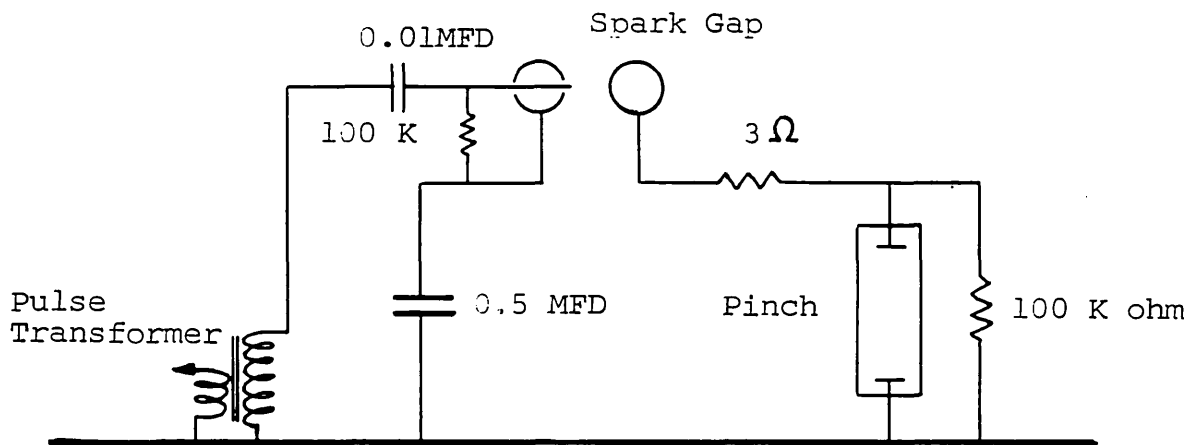 Spark Gap
0.01MFD
100 K
3 Ω
Pulse
Transformer
0.5 MFD
Pinch
100 K ohm